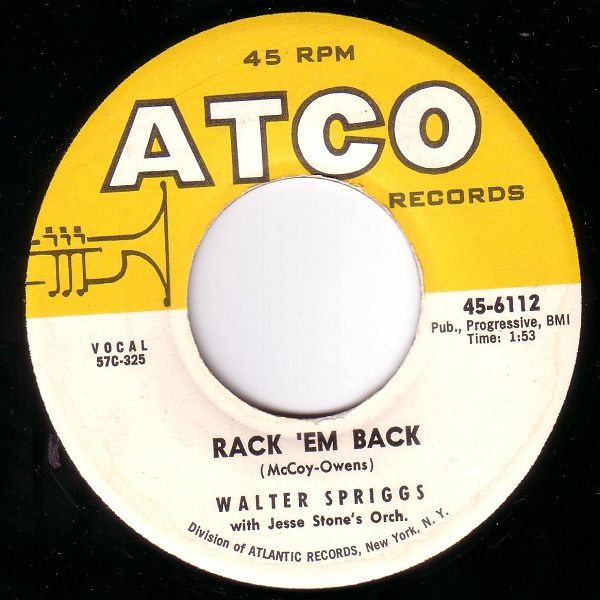 45 RPM
ATCO
RECORDS
45-6112
Pub., Progressive, BMI
Time: 1:53
VOCAL
57C-325
RACK 'EM BACK
(McCoy-Owens)
WALTER SPRIGGS
with Jesse Stone's Orch.
Division of ATLANTIC RECORDS, New York, N. Y.